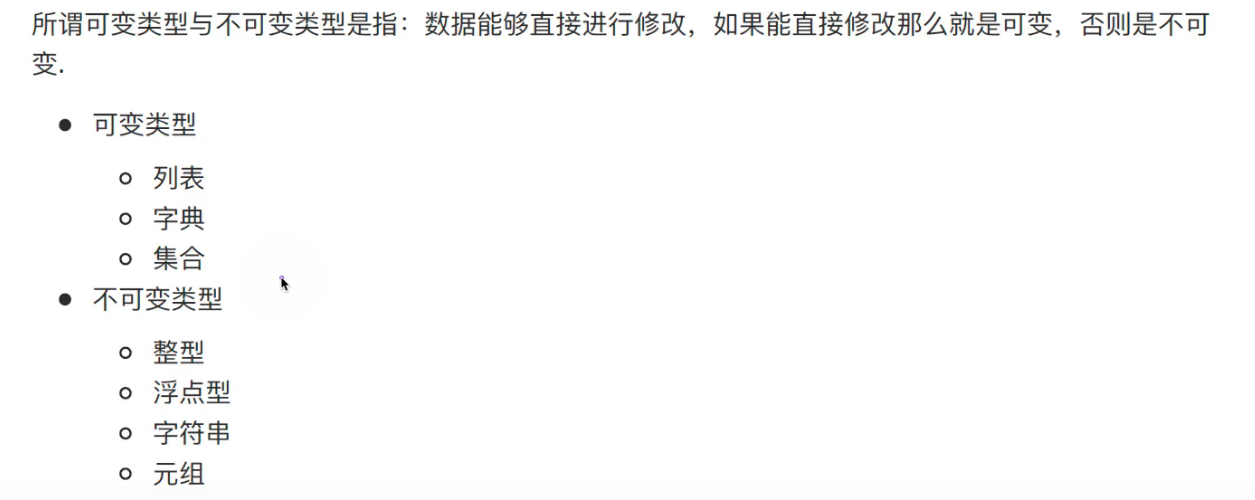 所谓可变类型与不可变类型是指：数据能够直接进行修改，如果能直接修改那么就是可变，否则是不可
变.
可变类型
列表
字典
集合
不可变类型
整型
浮点型
字符串
元组